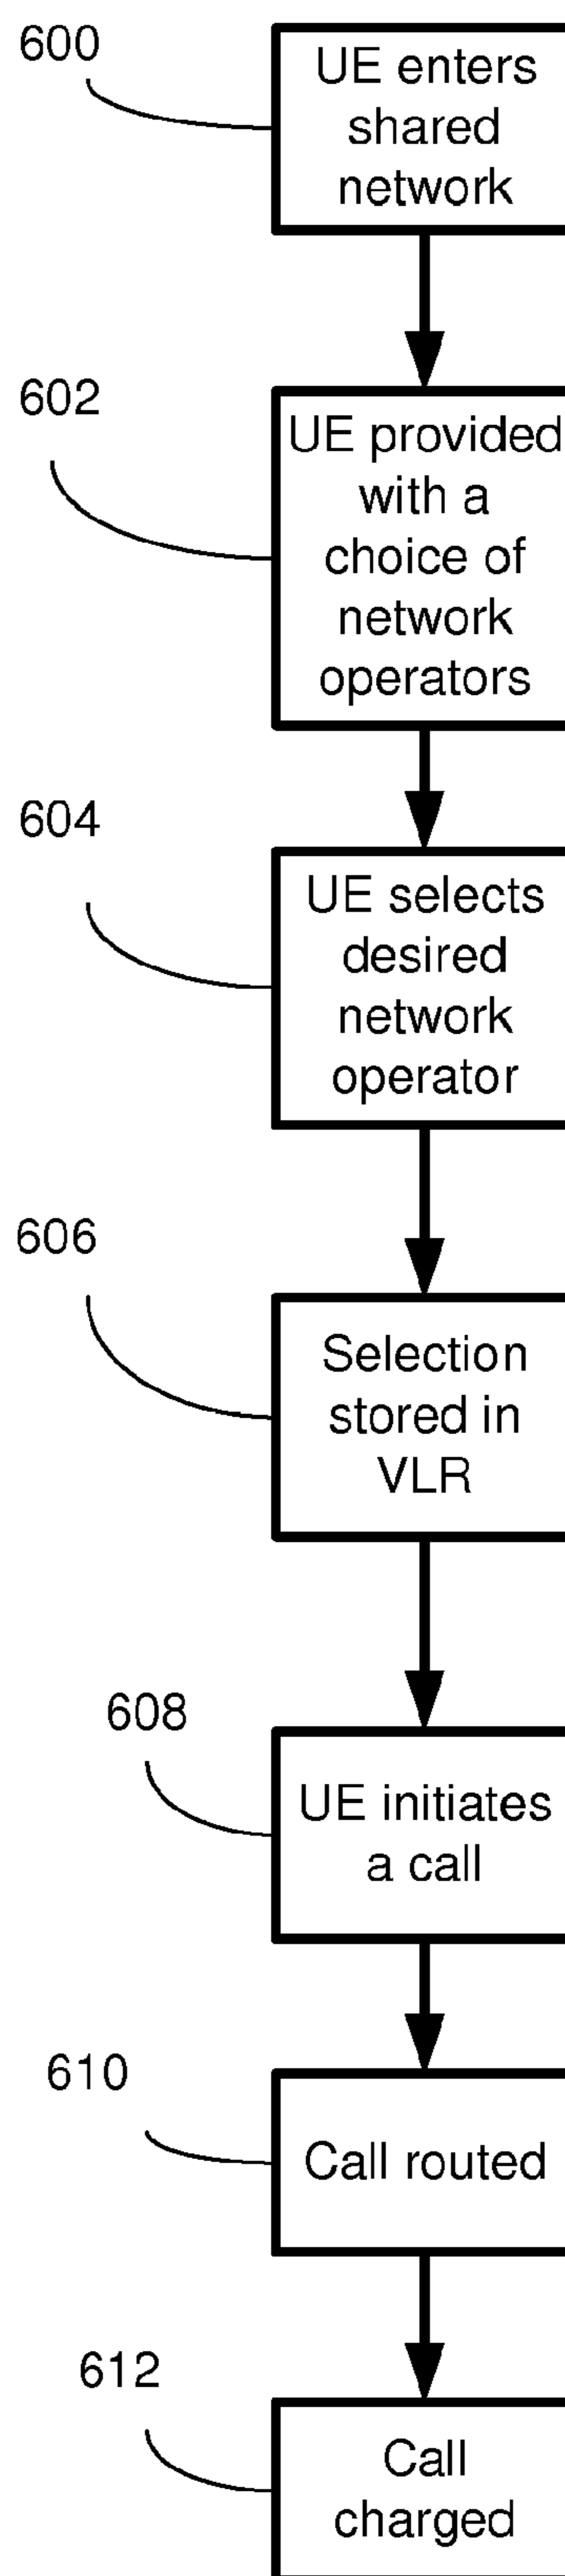 600
UE enters
shared
network
602
UE provided
with a
choice of
network
operators
604
UE selects
desired
network
operator
606
Selection
stored in
VLR
608
UE initiates
a call
610
Call routed
612
Call
charged